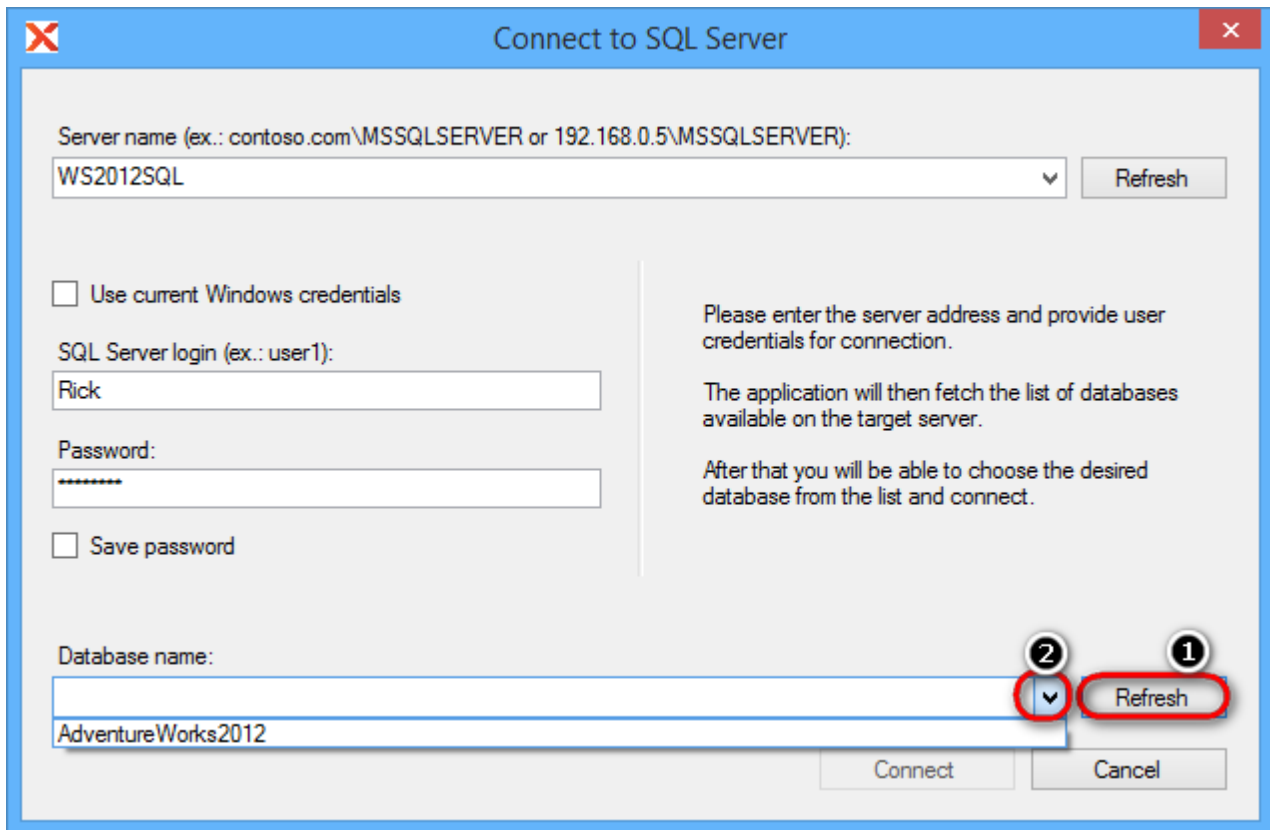 Connect to SQL Server
Server name (ex.: contoso.com\MSSQLSERVER or 192.168.0.5\MSSQLSERVER):
WS2012SQL
Refresh
Use current Windows credentials
SQL Server login (ex.: user1):
Rick
Password:
********
Save password
Please enter the server address and provide user
credentials for connection.
The application will then fetch the list of databases
available on the target server.
After that you will be able to choose the desired
database from the list and connect.
Database name:
2
1
Refresh
AdventureWorks2012
Connect
Cancel